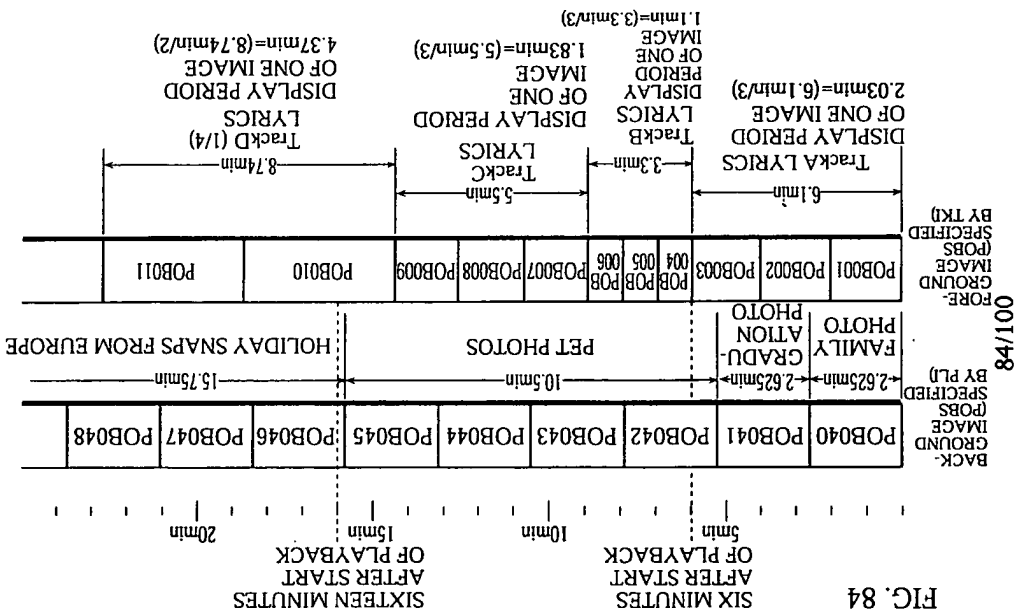 FIG. 84
SIX MINUTES
AFTER START
OF PLAYBACK
SIXTEEN MINUTES
AFTER START
OF PLAYBACK
5min
10min
15min
20min
BACK-
GROUND
IMAGE
(POBS
SPECIFIED
BY PLI)
POB040
POB041
POB042
POB043
POB044
POB045
POB046
POB047
POB048
2.625min
2.625min
10.5min
15.75min
FAMILY
PHOTO
GRADU-
ATION
PHOTO
PET PHOTOS
HOLIDAY SNAPS FROM EUROPE
84/100
FORE-
GROUND
IMAGE
(POBS
SPECIFIED
BY TKI)
POB001
POB002
POB003
POB
004
POB
005
POB
006
POB007
POB008
POB009
POB010
POB011
6.1min
3.3min
5.5min
8.74min
TrackA LYRICS
DISPLAY PERIOD
OF ONE IMAGE
2.03min=(6.1min/3)
TrackB
LYRICS
DISPLAY
PERIOD
OF ONE
IMAGE
1.1min=(3.3min/3)
TrackC
LYRICS
DISPLAY PERIOD
OF ONE
IMAGE
1.83min=(5.5min/3)
TrackD (1/4)
LYRICS
DISPLAY PERIOD
OF ONE IMAGE
4.37min=(8.74min/2)